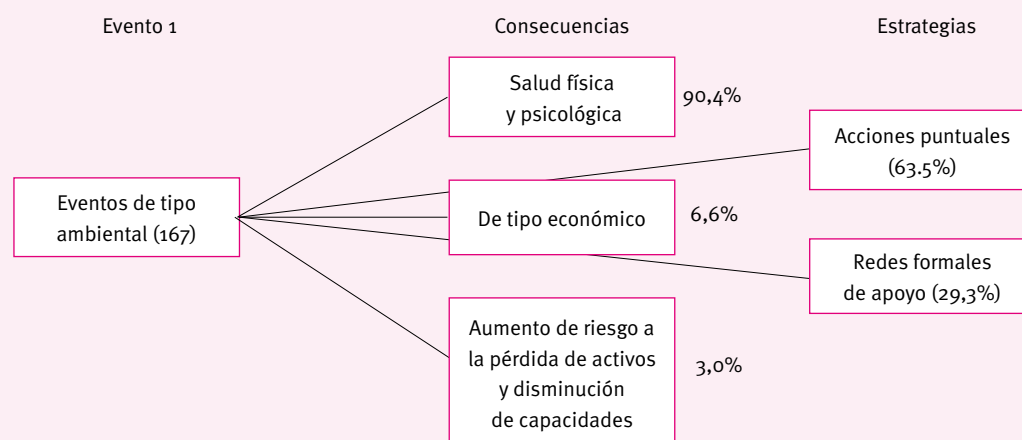 Evento 1
Consecuencias
Estrategias
Salud física
y psicológica
90,4%
Acciones puntuales
(63.5%)
Eventos de tipo
ambiental (167)
De tipo económico
6,6%
Redes formales
de apoyo (29,3%)
Aumento de riesgo a
la pérdida de activos
y disminución
de capacidades
3,0%